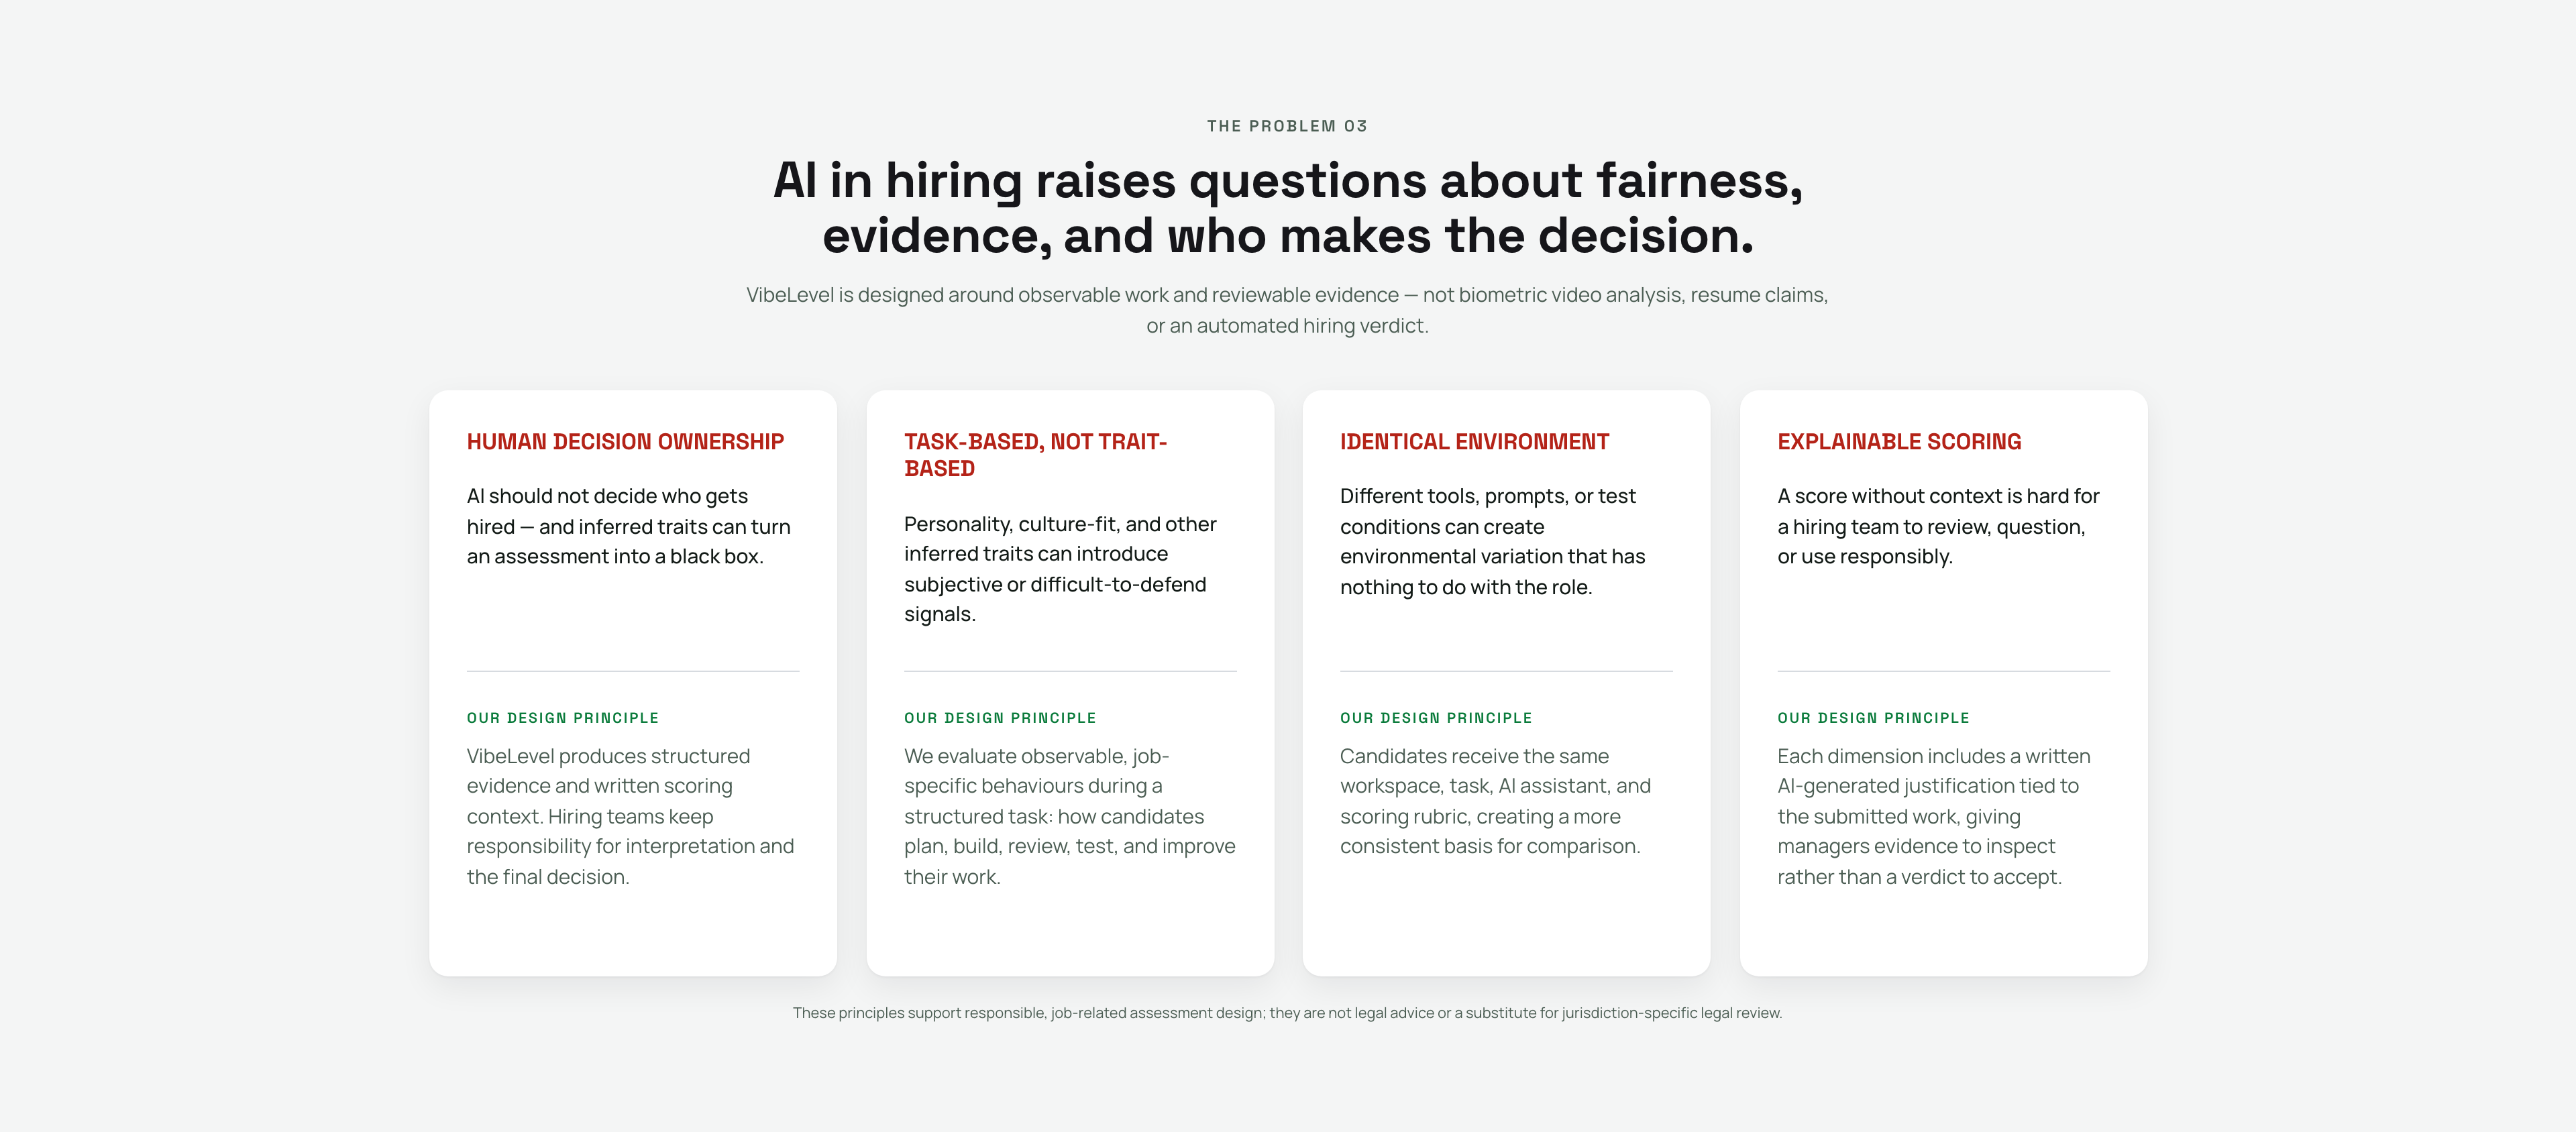 THE PROBLEM 03
AI in hiring raises questions about fairness,
evidence, and who makes the decision.
VibeLevel is designed around observable work and reviewable evidence — not biometric video analysis, resume claims,
or an automated hiring verdict.
HUMAN DECISION OWNERSHIP
AI should not decide who gets
hired — and inferred traits can turn
an assessment into a black box.
OUR DESIGN PRINCIPLE
VibeLevel produces structured
evidence and written scoring
context. Hiring teams keep
responsibility for interpretation and
the final decision.
TASK-BASED, NOT TRAIT-
BASED
Personality, culture-fit, and other
inferred traits can introduce
subjective or difficult-to-defend
signals.
OUR DESIGN PRINCIPLE
We evaluate observable, job-
specific behaviours during a
structured task: how candidates
plan, build, review, test, and improve
their work.
IDENTICAL ENVIRONMENT
Different tools, prompts, or test
conditions can create
environmental variation that has
nothing to do with the role.
OUR DESIGN PRINCIPLE
Candidates receive the same
workspace, task, AI assistant, and
scoring rubric, creating a more
consistent basis for comparison.
EXPLAINABLE SCORING
A score without context is hard for
a hiring team to review, question,
or use responsibly.
OUR DESIGN PRINCIPLE
Each dimension includes a written
AI-generated justification tied to
the submitted work, giving
managers evidence to inspect
rather than a verdict to accept.
These principles support responsible, job-related assessment design; they are not legal advice or a substitute for jurisdiction-specific legal review.